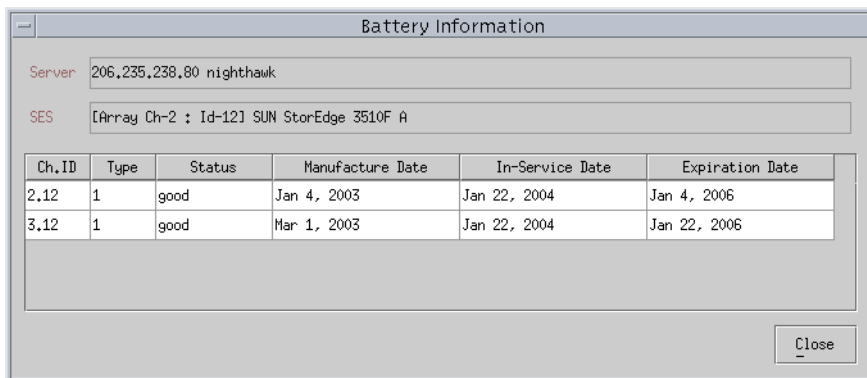 Battery Information
Server 206.235.238.80 nighthawk
SES [Array Ch-2 : Id-12] SUN StorEdge 3510F A
Ch.ID Type Status Manufacture Date In-Service Date Expiration Date
2.12 1 good Jan 4, 2003 Jan 22, 2004 Jan 4, 2006
3.12 1 good Mar 1, 2003 Jan 22, 2004 Jan 22, 2006
Close